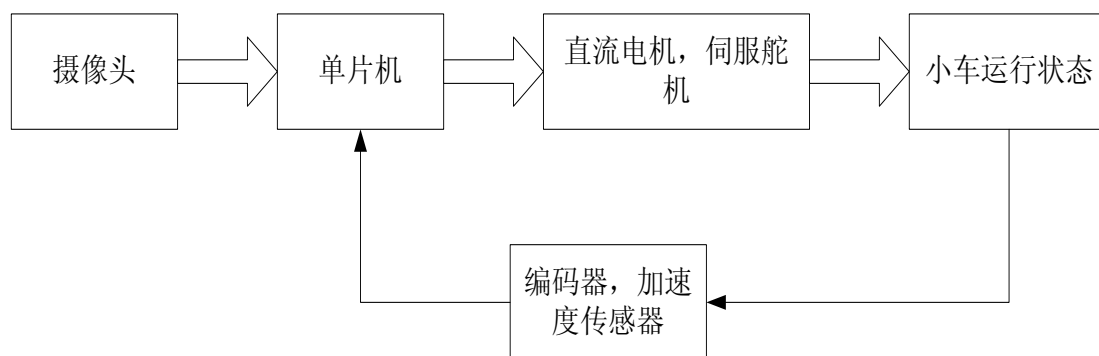 摄像头
单片机
直流电机，伺服舵
机
小车运行状态
编码器，加速
度传感器